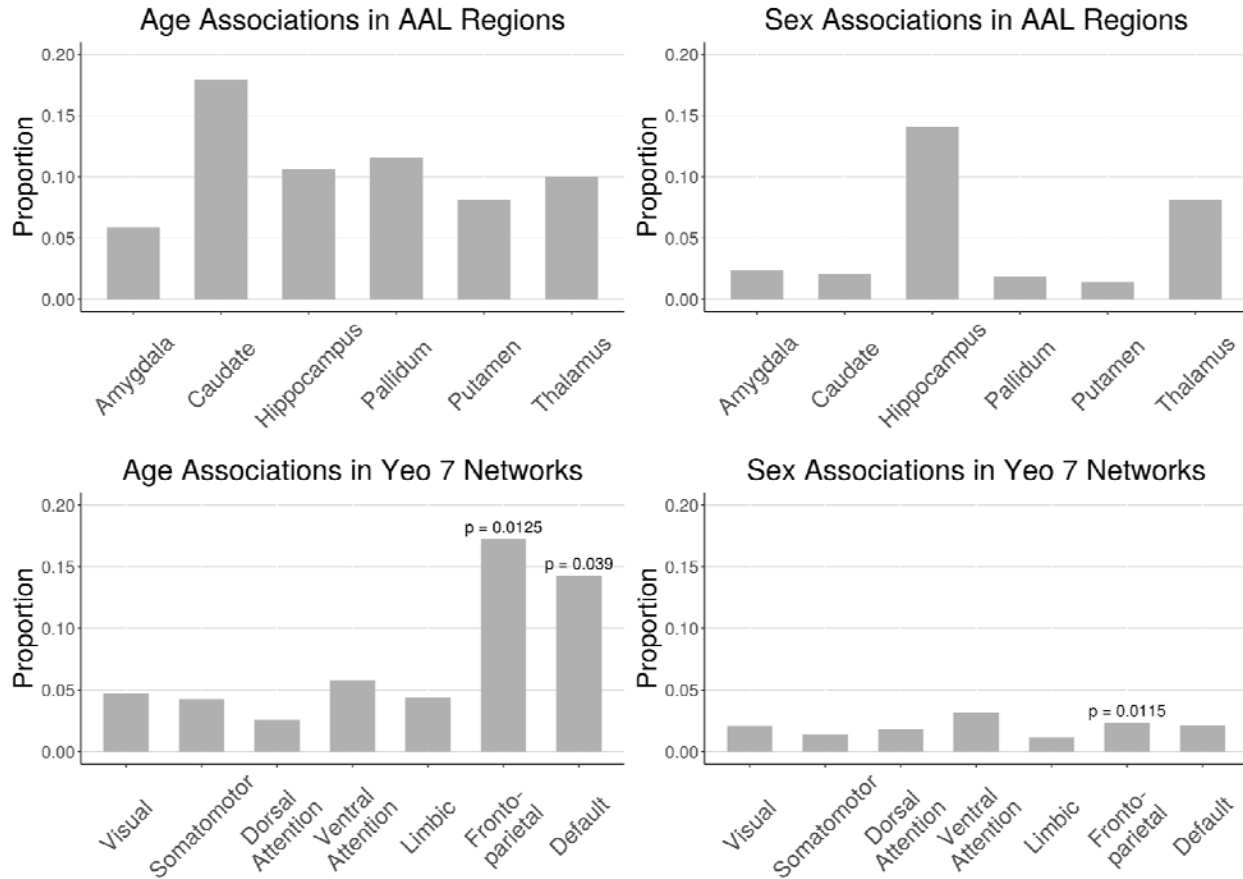 Age Associations in AAL Regions
Proportion
0.20
0.15
0.10
0.05
0.00
Amygdala
Caudate
Hippocampus
Pallidum
Putamen
Thalamus
Sex Associations in AAL Regions
Proportion
0.20
0.15
0.10
0.05
0.00
Amygdala
Caudate
Hippocampus
Pallidum
Putamen
Thalamus
Age Associations in Yeo 7 Networks
Proportion
0.20
0.15
0.10
0.05
0.00
p = 0.0125
p = 0.039
Visual
Somatomotor
Dorsal
Attention
Ventral
Attention
Limbic
Fronto-
parietal
Default
Sex Associations in Yeo 7 Networks
Proportion
0.20
0.15
0.10
0.05
0.00
p = 0.0115
Visual
Somatomotor
Dorsal
Attention
Ventral
Attention
Limbic
Fronto-
parietal
Default